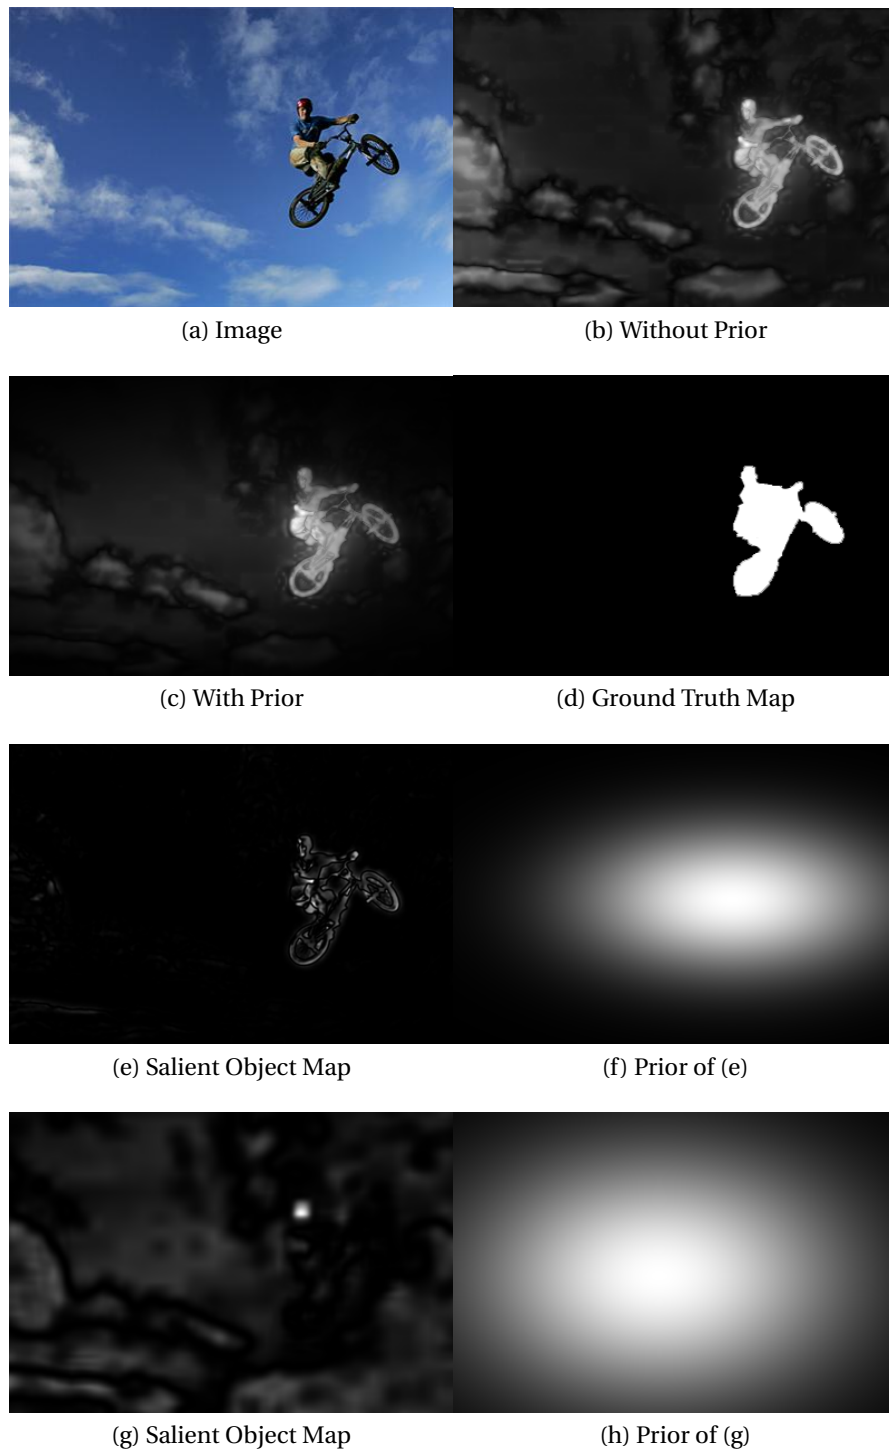 (a) Image
(b) Without Prior
(c) With Prior
(d) Ground Truth Map
(e) Salient Object Map
(f) Prior of (e)
(g) Salient Object Map
(h) Prior of (g)